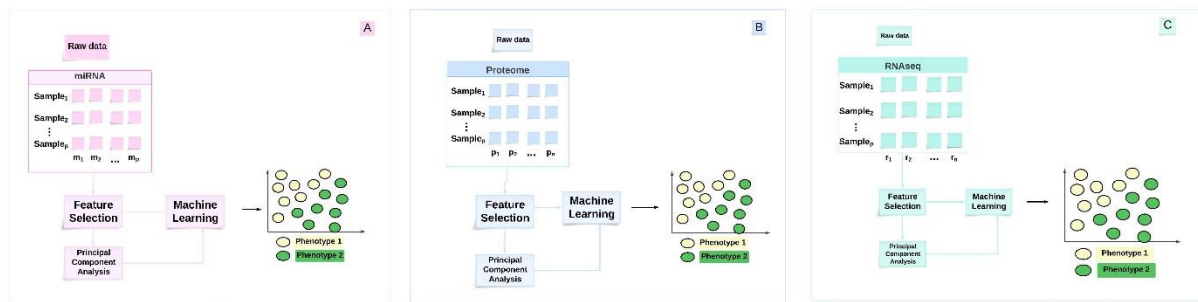 A
Raw data
miRNA
Sample1
Sample2
⋮
Samplep
m1 m2 ... mp
Feature
Selection
Machine
Learning
Principal
Component
Analysis
Phenotype 1
Phenotype 2
B
Raw data
Proteome
Sample1
Sample2
⋮
Samplep
p1 p2 ... pn
Feature
Selection
Machine
Learning
Principal
Component
Analysis
Phenotype 1
Phenotype 2
C
Raw data
RNAseq
Sample1
Sample2
⋮
Samplep
r1 r2 ... rn
Feature
Selection
Machine
Learning
Principal
Component
Analysis
Phenotype 1
Phenotype 2